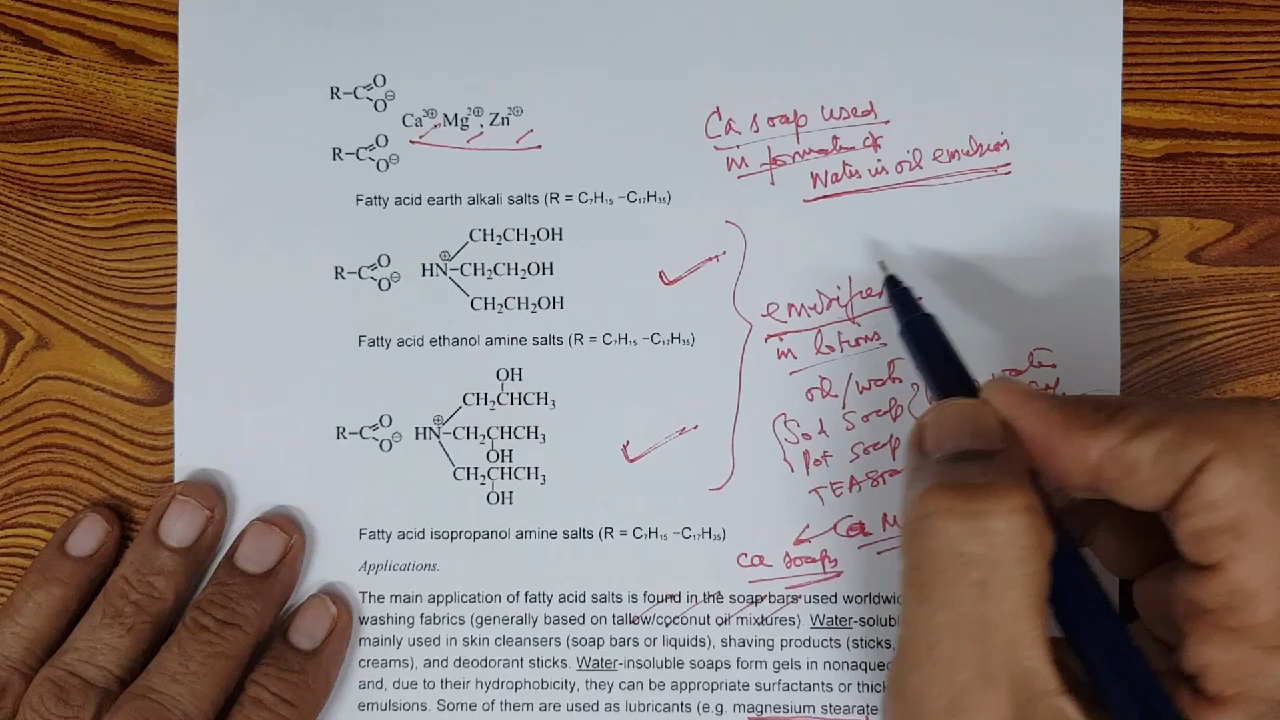 R–C=O O⊖
Ca²⊕, Mg²⊕, Zn²⊕
R–C=O O⊖
Fatty acid earth alkali salts (R = C₇H₁₅ –C₁₇H₃₅)
CH₂CH₂OH
R–C=O O⊖ HN⊕–CH₂CH₂OH
CH₂CH₂OH
Fatty acid ethanol amine salts (R = C₇H₁₅ –C₁₇H₃₅)
OH
CH₂CHCH₃
R–C=O O⊖ HN⊕–CH₂CHCH₃
OH
CH₂CHCH₃
OH
Fatty acid isopropanol amine salts (R = C₇H₁₅ –C₁₇H₃₅)
Applications.
The main application of fatty acid salts is found in the soap bars used worldwi
washing fabrics (generally based on tallow/coconut oil mixtures). Water-solub
mainly used in skin cleansers (soap bars or liquids), shaving products (sticks,
creams), and deodorant sticks. Water-insoluble soaps form gels in nonaque
and, due to their hydrophobicity, they can be appropriate surfactants or thick
emulsions. Some of them are used as lubricants (e.g. magnesium stearate
Ca soap used
in of
Water in oil emulsion
in lotions
oil/wat
Sod Soap
Pot Soap
Ca M
ca soaps